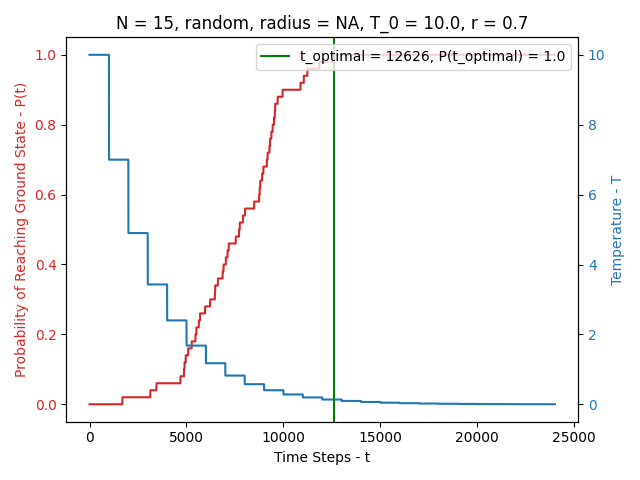 N = 15, random, radius = NA, T_0 = 10.0, r = 0.7
t_optimal = 12626, P(t_optimal) = 1.0
Probability of Reaching Ground State - P(t)
1.0
0.8
0.6
0.4
0.2
0.0
10
8
6
4
2
0
Temperature - T
0 5000 10000 15000 20000 25000
Time Steps - t